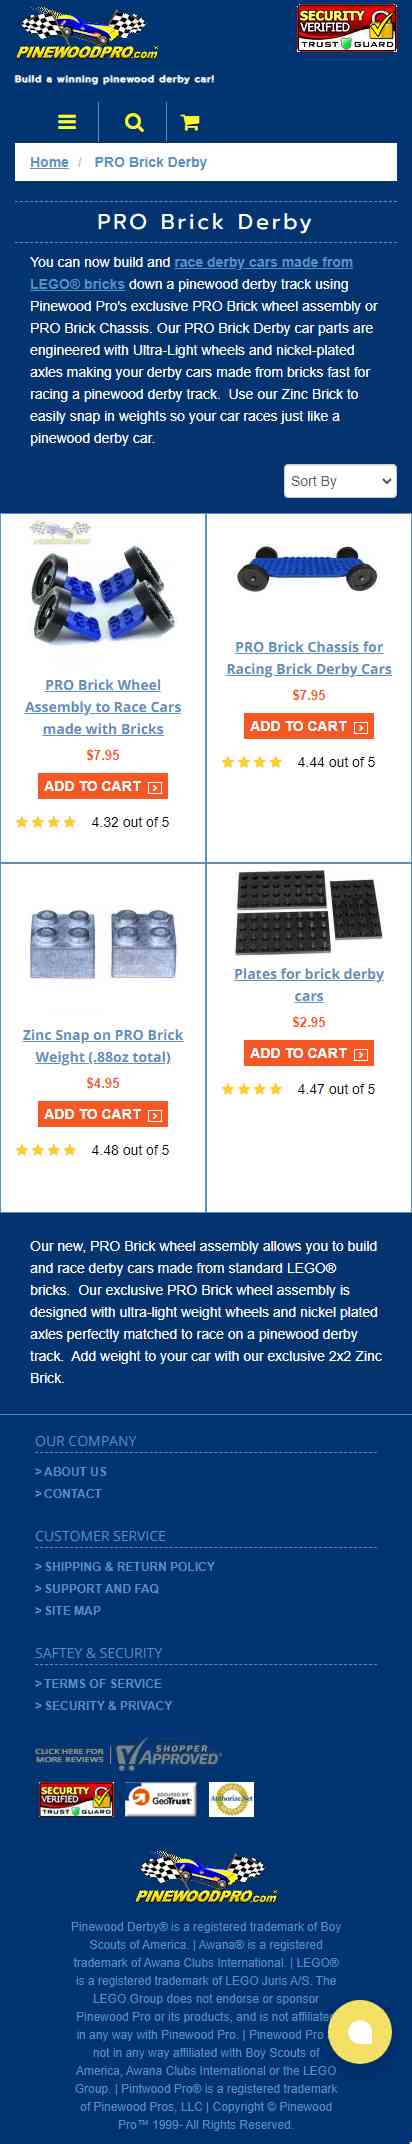 PINEWOODPRO.com
SECURITY
VERIFIED
TRUST GUARD
Build a winning pinewood derby car!
Home / PRO Brick Derby
PRO Brick Derby
You can now build and race derby cars made from
LEGO® bricks down a pinewood derby track using
Pinewood Pro's exclusive PRO Brick wheel assembly or
PRO Brick Chassis. Our PRO Brick Derby car parts are
engineered with Ultra-Light wheels and nickel-plated
axles making your derby cars made from bricks fast for
racing a pinewood derby track. Use our Zinc Brick to
easily snap in weights so your car races just like a
pinewood derby car.
Sort By
PRO Brick Wheel
Assembly to Race Cars
made with Bricks
$7.95
ADD TO CART
4.32 out of 5
PRO Brick Chassis for
Racing Brick Derby Cars
$7.95
ADD TO CART
4.44 out of 5
Zinc Snap on PRO Brick
Weight (.88oz total)
$4.95
ADD TO CART
4.48 out of 5
Plates for brick derby
cars
$2.95
ADD TO CART
4.47 out of 5
Our new, PRO Brick wheel assembly allows you to build
and race derby cars made from standard LEGO®
bricks. Our exclusive PRO Brick wheel assembly is
designed with ultra-light weight wheels and nickel plated
axles perfectly matched to race on a pinewood derby
track. Add weight to your car with our exclusive 2x2 Zinc
Brick.
OUR COMPANY
> ABOUT US
> CONTACT
CUSTOMER SERVICE
> SHIPPING & RETURN POLICY
> SUPPORT AND FAQ
> SITE MAP
SAFTEY & SECURITY
> TERMS OF SERVICE
> SECURITY & PRIVACY
CLICK HERE FOR
MORE REVIEWS
SHOPPER
APPROVED®
SECURITY
VERIFIED
TRUST GUARD
SECURED BY
GeoTrust
Authorize.Net
PINEWOODPRO.com
Pinewood Derby® is a registered trademark of Boy
Scouts of America. | Awana® is a registered
trademark of Awana Clubs International. | LEGO®
is a registered trademark of LEGO Juris A/S. The
LEGO Group does not endorse or sponsor
Pinewood Pro or its products, and is not affiliated
in any way with Pinewood Pro. | Pinewood Pro
not in any way affiliated with Boy Scouts of
America, Awana Clubs International or the LEGO
Group. | Pintwood Pro® is a registered trademark
of Pinewood Pros, LLC | Copyright © Pinewood
Pro™ 1999- All Rights Reserved.